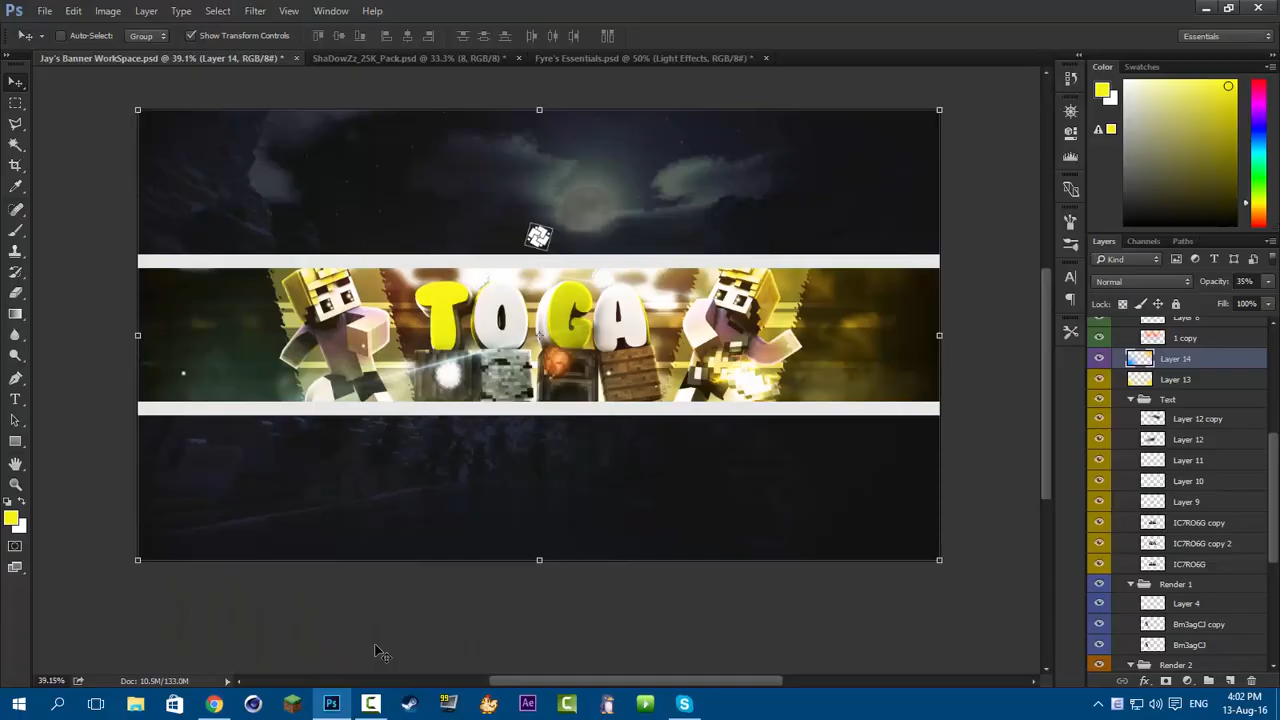 Ps File Edit Image Layer Type Select Filter View Window Help
Auto-Select: Group Show Transform Controls Essentials
Jay's Banner WorkSpace.psd @ 39.1% (Layer 14, RGB/8#) * × ShaDowZz_25K_Pack.psd @ 33.3% (8, RGB/8) * × Fyre's Essentials.psd @ 50% (Light Effects, RGB/8#) * ×
Color Swatches
TOGA
Layers Channels Paths
Kind
Normal Opacity: 35%
Lock: Fill: 100%
1 copy
Layer 14
Layer 13
Text
Layer 12 copy
Layer 12
Layer 11
Layer 10
Layer 9
IC7RO6G copy
IC7RO6G copy 2
IC7RO6G
Render 1
Layer 4
Bm3agCJ copy
Bm3agCJ
Render 2
39.15% Doc: 10.5M/133.0M
Ps 99 Ae ENG 4:02 PM
13-Aug-16